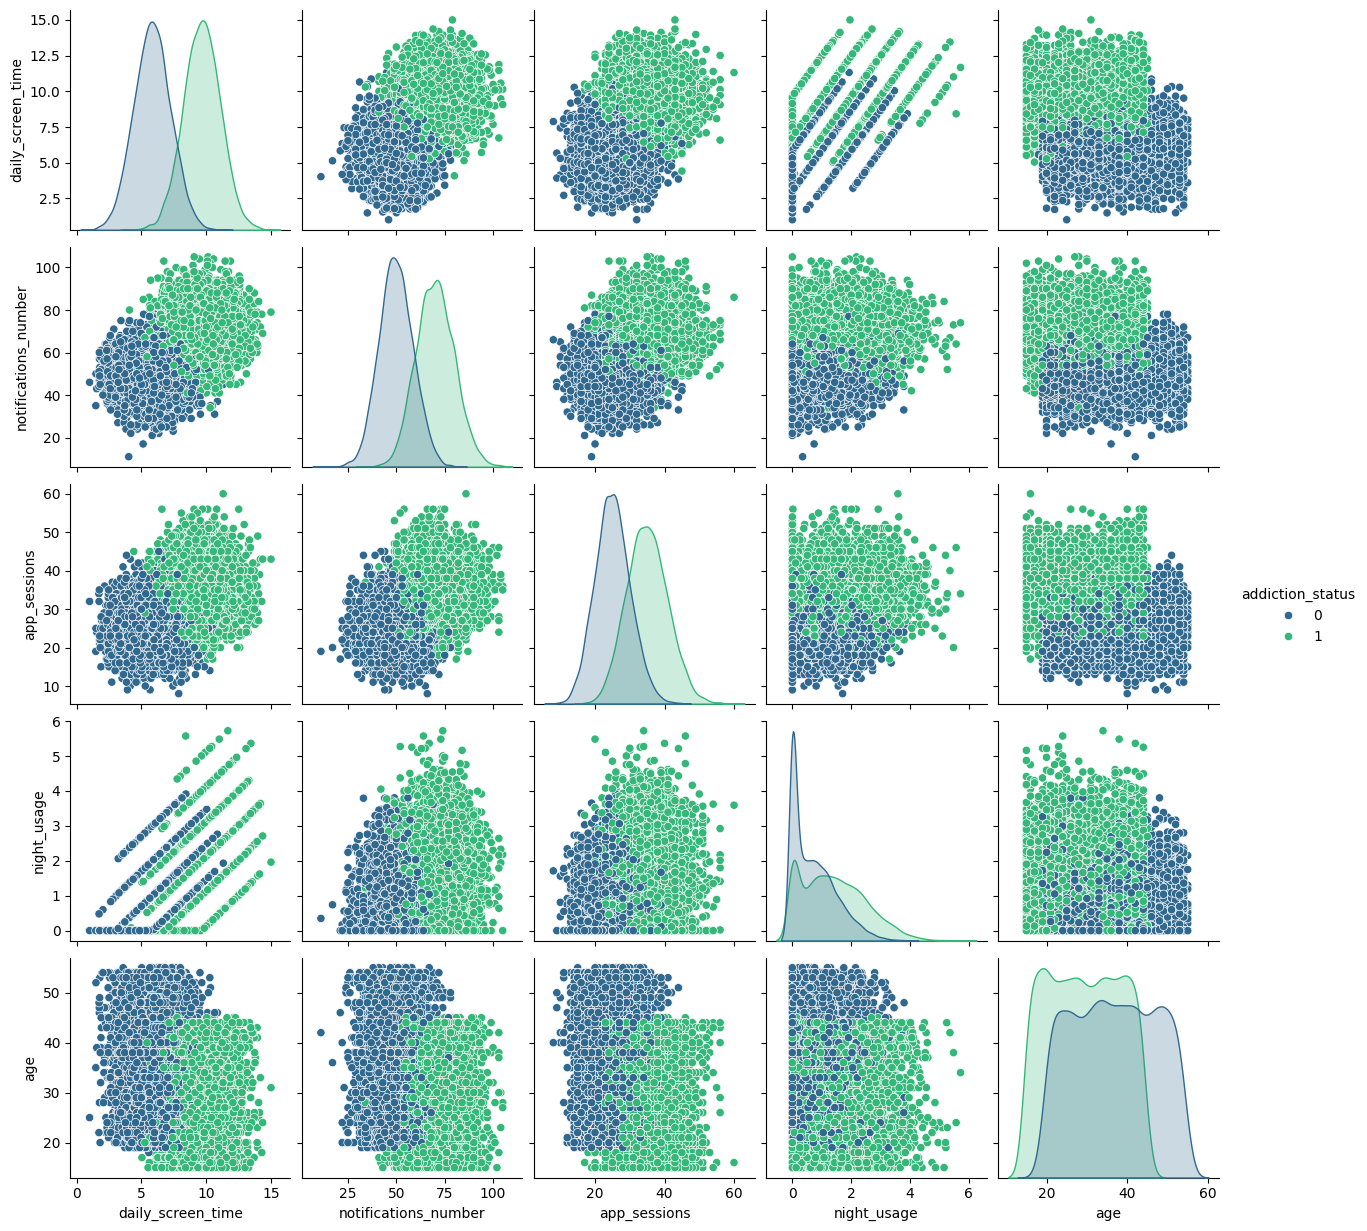 15.0
12.5
10.0
7.5
5.0
2.5
daily_screen_time
100
80
60
40
20
notifications_number
60
50
40
30
20
10
app_sessions
addiction_status
0
1
6
5
4
3
2
1
0
night_usage
50
40
30
20
age
0 5 10 15
25 50 75 100
20 40 60
0 2 4 6
20 40 60
daily_screen_time notifications_number app_sessions night_usage age